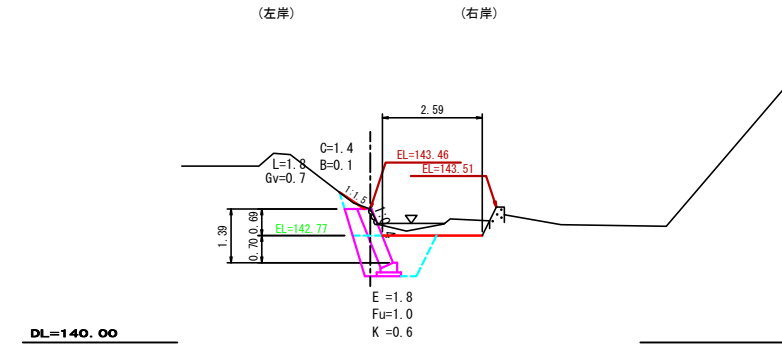 (左岸)
(右岸)
2.59
C=1.4
B=0.1
L=1.8
Gv=0.7
EL=143.46
EL=143.51
1:1.5
EL=142.77
0.69
1.39
0.70
E =1.8
Fu=1.0
K =0.6
DL=140.00